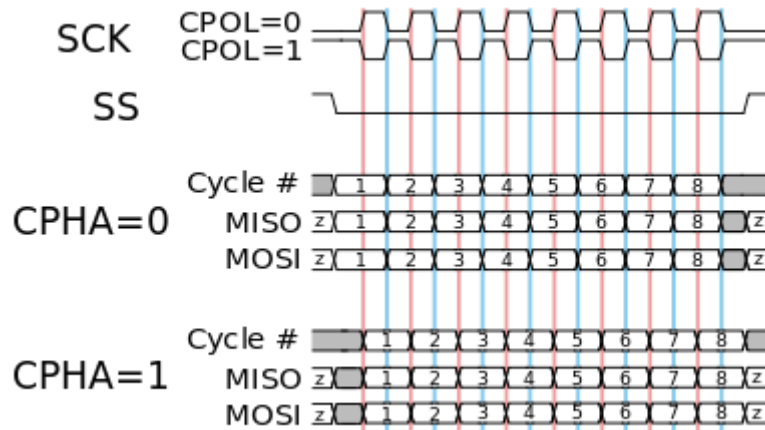 SCK CPOL=0
CPOL=1
SS
Cycle # 1 2 3 4 5 6 7 8
CPHA=0 MISO z 1 2 3 4 5 6 7 8 z
MOSI z 1 2 3 4 5 6 7 8 z
Cycle # 1 2 3 4 5 6 7 8
CPHA=1 MISO z 1 2 3 4 5 6 7 8 z
MOSI z 1 2 3 4 5 6 7 8 z